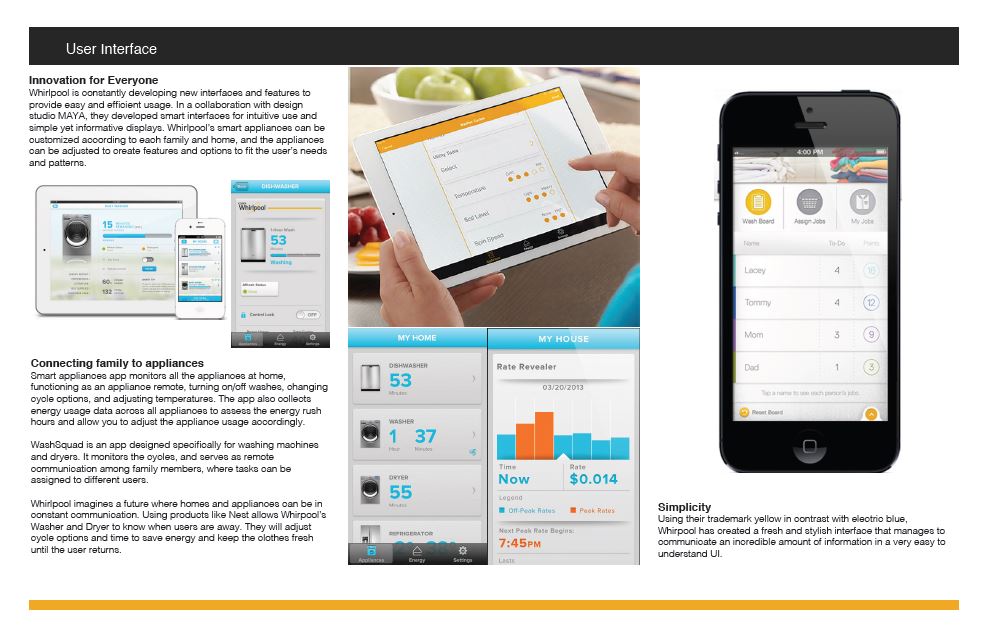 User Interface
Innovation for Everyone
Whirlpool is constantly developing new interfaces and features to
provide easy and efficient usage. In a collaboration with design
studio MAYA, they developed smart interfaces for intuitive use and
simple yet informative displays. Whirlpool's smart appliances can be
customized according to each family and home, and the appliances
can be adjusted to create features and options to fit the user's needs
and patterns.
15
60
132
MY HOME
DISHWASHER
Whirlpool
53
Minutes
Washing
Control Lock
OFF
Appliances
Energy
Settings
Connecting family to appliances
Smart appliances app monitors all the appliances at home,
functioning as an appliance remote, turning on/off washes, changing
cycle options, and adjusting temperatures. The app also collects
energy usage data across all appliances to assess the energy rush
hours and allow you to adjust the appliance usage accordingly.
WashSquad is an app designed specifically for washing machines
and dryers. It monitors the cycles, and serves as remote
communication among family members, where tasks can be
assigned to different users.
Whirlpool imagines a future where homes and appliances can be in
constant communication. Using products like Nest allows Whirpool's
Washer and Dryer to know when users are away. They will adjust
cycle options and time to save energy and keep the clothes fresh
until the user returns.
Select
Temperature
Soil Level
Spin Speed
MY HOME
DISHWASHER
53
Minutes
WASHER
1 37
Hour Minutes
DRYER
55
Minutes
REFRIGERATOR
Appliances
Energy
Settings
MY HOUSE
Rate Revealer
03/20/2013
Time
Rate
Now
$0.014
Legend
Off-Peak Rates
Peak Rates
Next Peak Rate Begins:
7:45PM
Lasts
4:00 PM
Wash Board
Assign Jobs
My Jobs
Name To-Do Points
Lacey 4 16
Tommy 4 12
Mom 3 9
Dad 1 3
Tap a name to see each person's jobs.
Reset Board
Simplicity
Using their trademark yellow in contrast with electric blue,
Whirpool has created a fresh and stylish interface that manages to
communicate an incredible amount of information in a very easy to
understand UI.